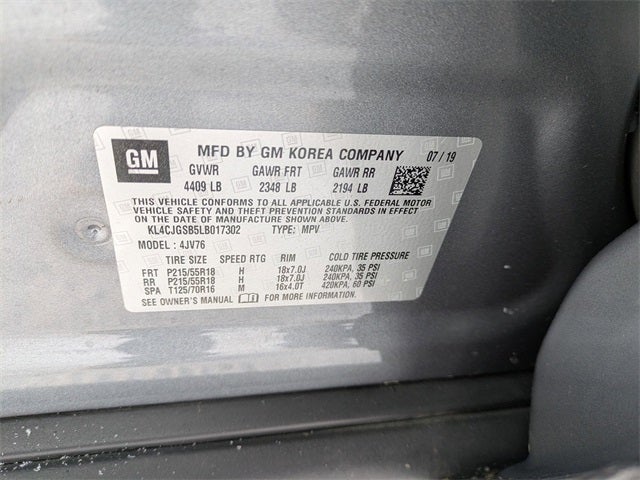 GM MFD BY GM KOREA COMPANY 07/19
GVWR GAWR FRT GAWR RR
4409 LB 2348 LB 2194 LB
THIS VEHICLE CONFORMS TO ALL APPLICABLE U.S. FEDERAL MOTOR
VEHICLE SAFETY, BUMPER, AND THEFT PREVENTION STANDARDS IN EFFECT
ON THE DATE OF MANUFACTURE SHOWN ABOVE.
KL4CJGSB5LB017302 TYPE: MPV
MODEL : 4JV76
TIRE SIZE SPEED RTG RIM COLD TIRE PRESSURE
FRT P215/55R18 H 18x7.0J 240KPA, 35 PSI
RR P215/55R18 H 18x7.0J 240KPA, 35 PSI
SPA T125/70R16 M 16x4.0T 420KPA, 60 PSI
SEE OWNER'S MANUAL FOR MORE INFORMATION